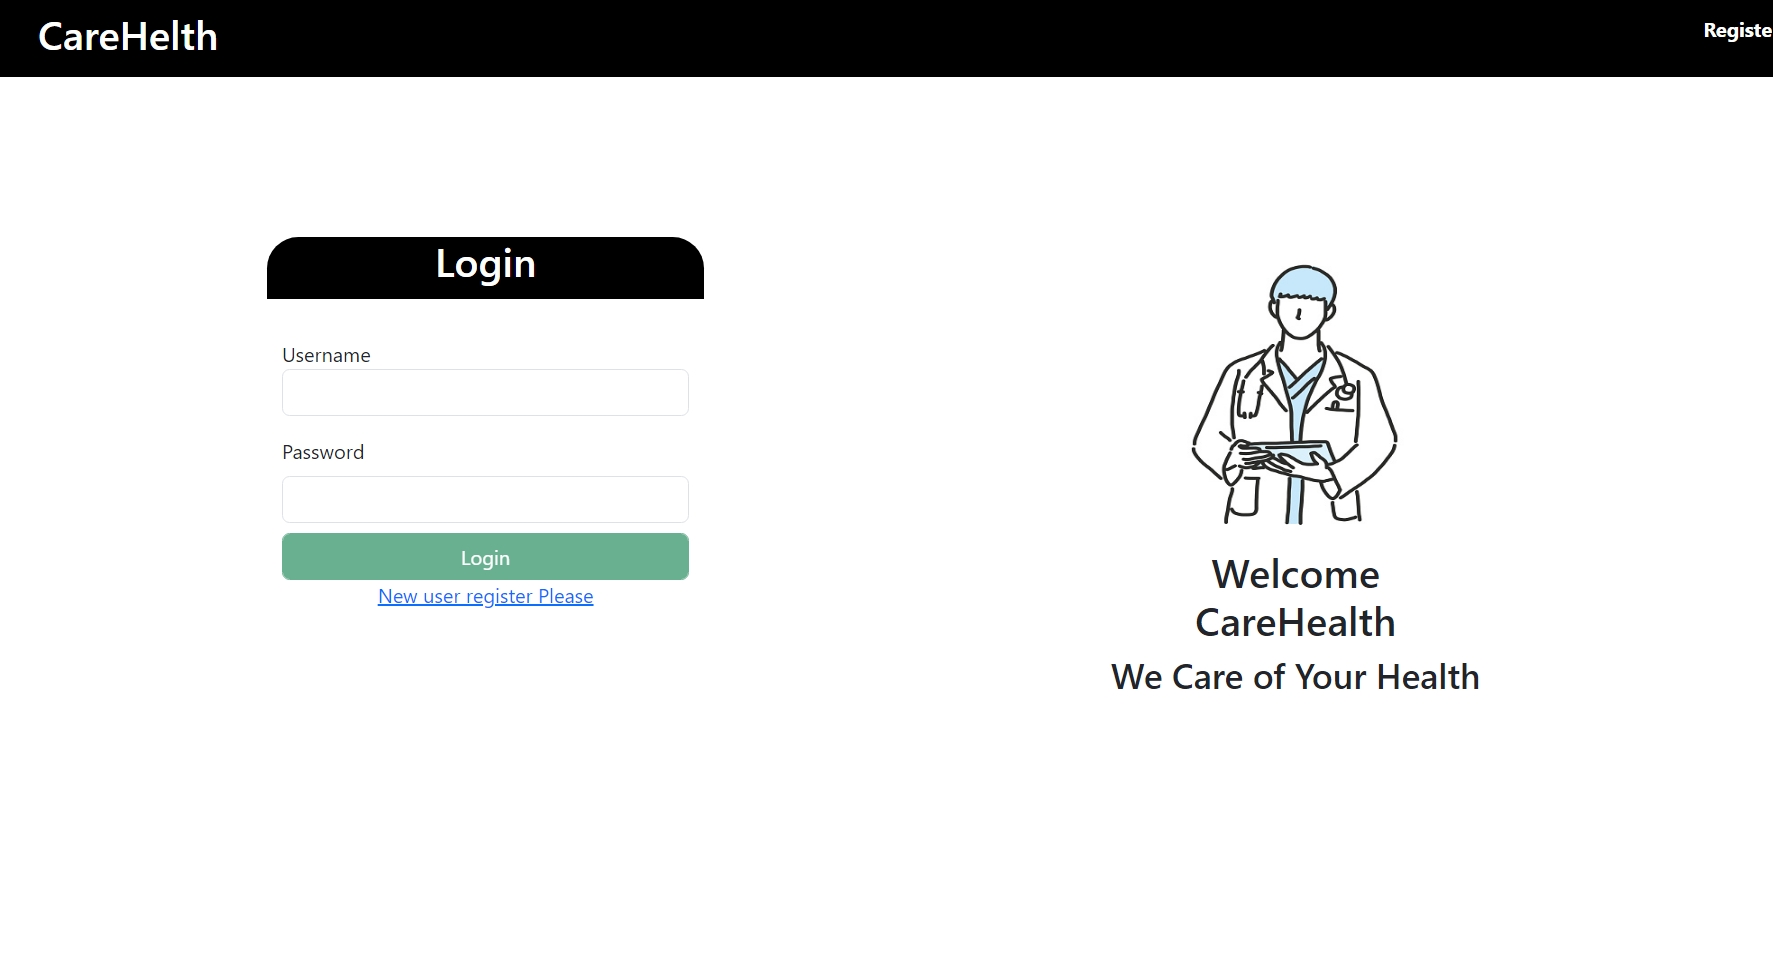 CareHelth
Registe
Login
Username
Password
Login
New user register Please
Welcome
CareHealth
We Care of Your Health